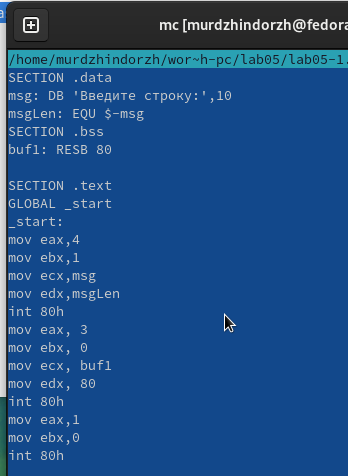 mc [murdzhindorzh@fedora
/home/murdzhindorzh/wor~h-pc/lab05/lab05-1.
SECTION .data
msg: DB 'Введите строку:',10
msgLen: EQU $-msg
SECTION .bss
buf1: RESB 80
SECTION .text
GLOBAL _start
_start:
mov eax,4
mov ebx,1
mov ecx,msg
mov edx,msgLen
int 80h
mov eax, 3
mov ebx, 0
mov ecx, buf1
mov edx, 80
int 80h
mov eax,1
mov ebx,0
int 80h